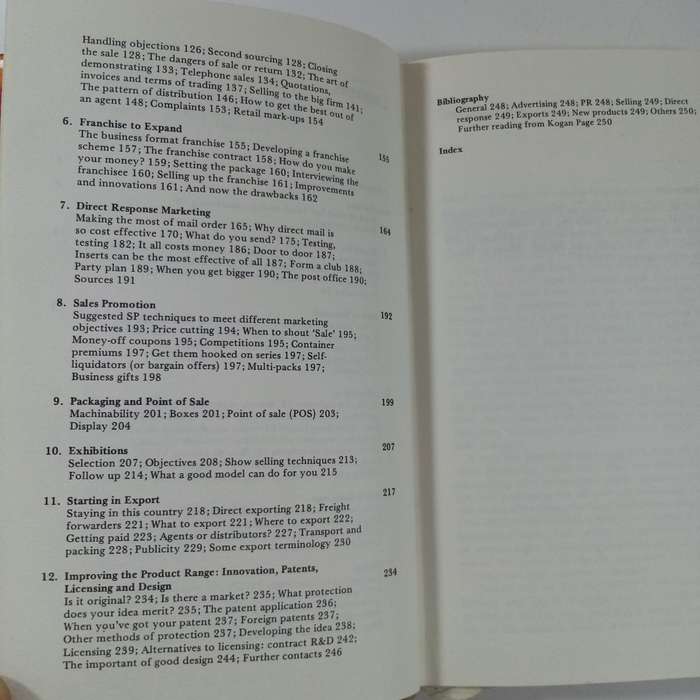 Handling objections 126; Second sourcing 128; Closing
the sale 128; The dangers of sale or return 132; The art of
demonstrating 133; Telephone sales 134; Quotations,
invoices and terms of trading 137; Selling to the big firm 141;
The pattern of distribution 146; How to get the best out of
an agent 148; Complaints 153; Retail mark-ups 154
6. Franchise to Expand 155
The business format franchise 155; Developing a franchise
scheme 157; The franchise contract 158; How do you make
your money? 159; Setting the package 160; Interviewing the
franchisee 160; Selling up the franchise 161; Improvements
and innovations 161; And now the drawbacks 162
7. Direct Response Marketing 164
Making the most of mail order 165; Why direct mail is
so cost effective 170; What do you send? 175; Testing,
testing 182; It all costs money 186; Door to door 187;
Inserts can be the most effective of all 187; Form a club 188;
Party plan 189; When you get bigger 190; The post office 190;
Sources 191
8. Sales Promotion 192
Suggested SP techniques to meet different marketing
objectives 193; Price cutting 194; When to shout 'Sale' 195;
Money-off coupons 195; Competitions 195; Container
premiums 197; Get them hooked on series 197; Self-
liquidators (or bargain offers) 197; Multi-packs 197;
Business gifts 198
9. Packaging and Point of Sale 199
Machinability 201; Boxes 201; Point of sale (POS) 203;
Display 204
10. Exhibitions 207
Selection 207; Objectives 208; Show selling techniques 213;
Follow up 214; What a good model can do for you 215
11. Starting in Export 217
Staying in this country 218; Direct exporting 218; Freight
forwarders 221; What to export 221; Where to export 222;
Getting paid 223; Agents or distributors? 227; Transport and
packing 228; Publicity 229; Some export terminology 230
12. Improving the Product Range: Innovation, Patents, 234
Licensing and Design
Is it original? 234; Is there a market? 235; What protection
does your idea merit? 235; The patent application 236;
When you've got your patent 237; Foreign patents 237;
Other methods of protection 237; Developing the idea 238;
Licensing 239; Alternatives to licensing: contract R&D 242;
The important of good design 244; Further contacts 246
Bibliography
General 248; Advertising 248; PR 248; Selling 249; Direct
response 249; Exports 249; New products 249; Others 250;
Further reading from Kogan Page 250
Index